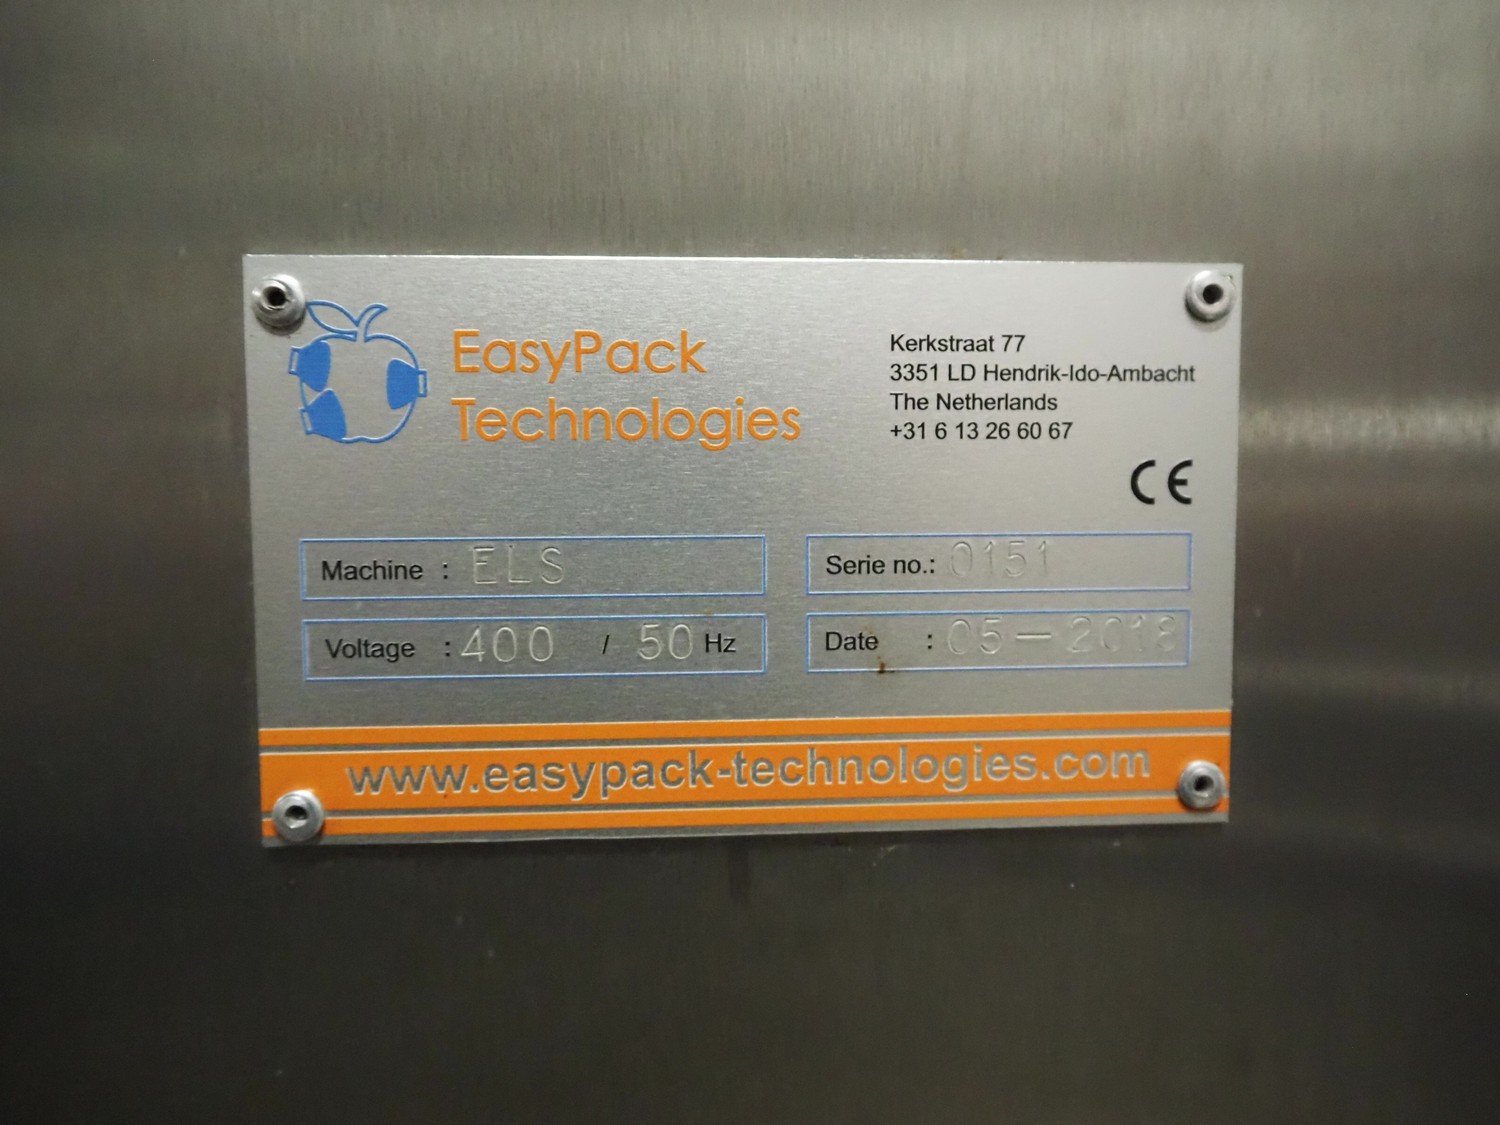 EasyPack
Technologies
Kerkstraat 77
3351 LD Hendrik-Ido-Ambacht
The Netherlands
+31 6 13 26 60 67
CE
Machine : ELS
Serie no.: 0151
Voltage : 400 / 50 Hz
Date : 05-2018
www.easypack-technologies.com